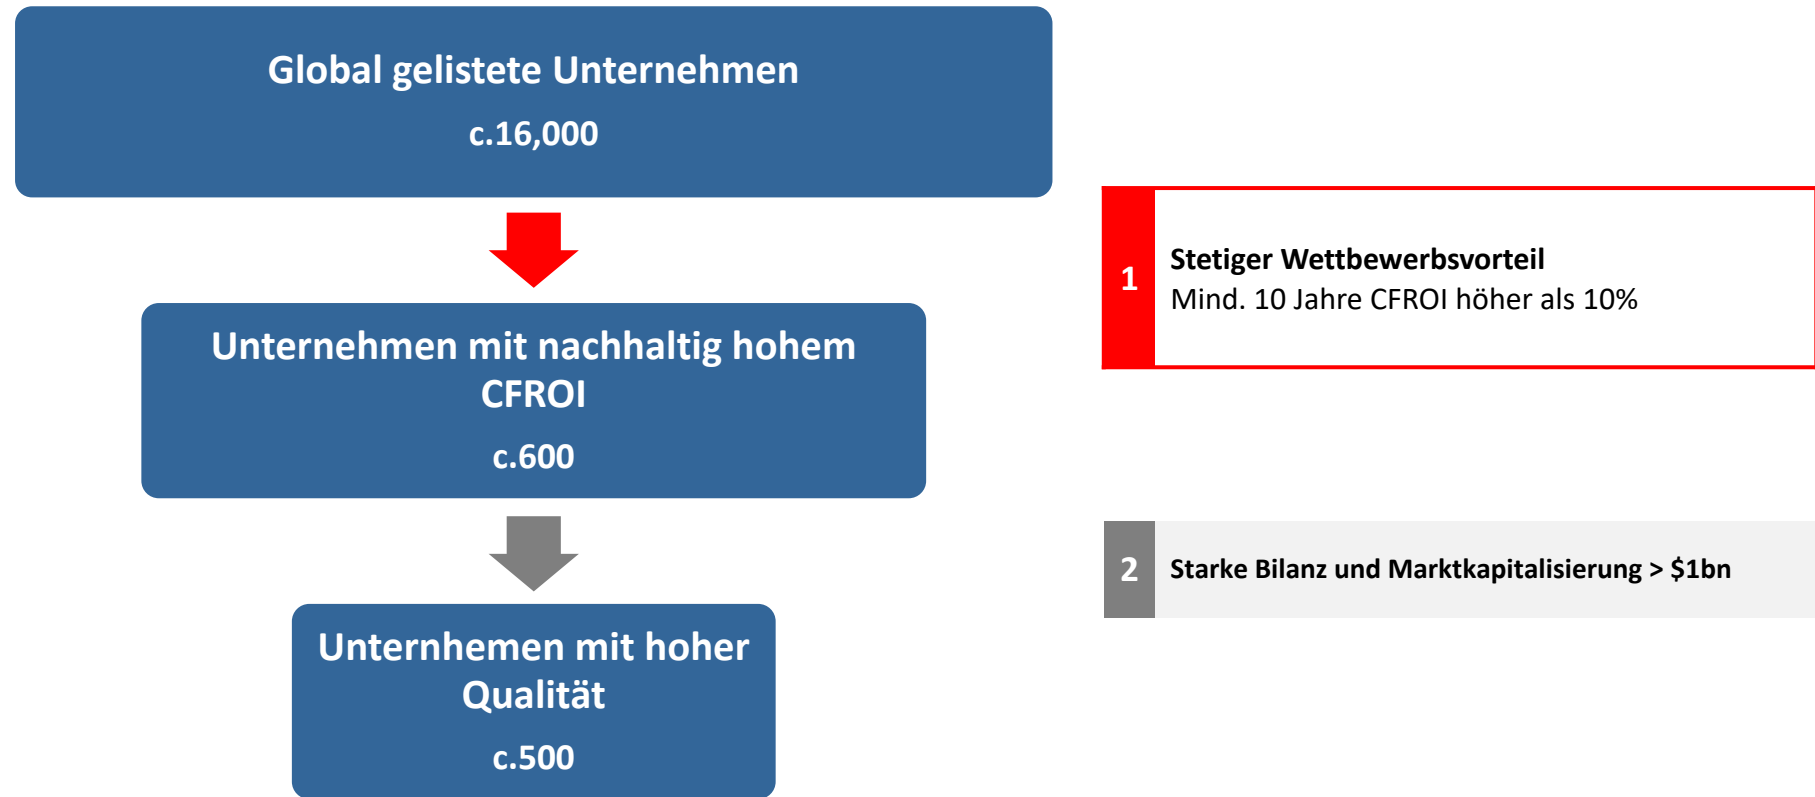 Global gelistete Unternehmen
c.16,000
Unternehmen mit nachhaltig hohem
CFROI
c.600
Unternhemen mit hoher
Qualität
c.500
1
Stetiger Wettbewerbsvorteil
Mind. 10 Jahre CFROI höher als 10%
2
Starke Bilanz und Marktkapitalisierung > $1bn